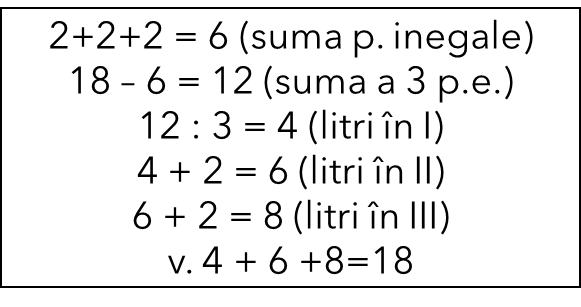 2+2+2 = 6 (suma p. inegale)
18 – 6 = 12 (suma a 3 p.e.)
12 : 3 = 4 (litri în I)
4 + 2 = 6 (litri în II)
6 + 2 = 8 (litri în III)
v. 4 + 6 +8=18